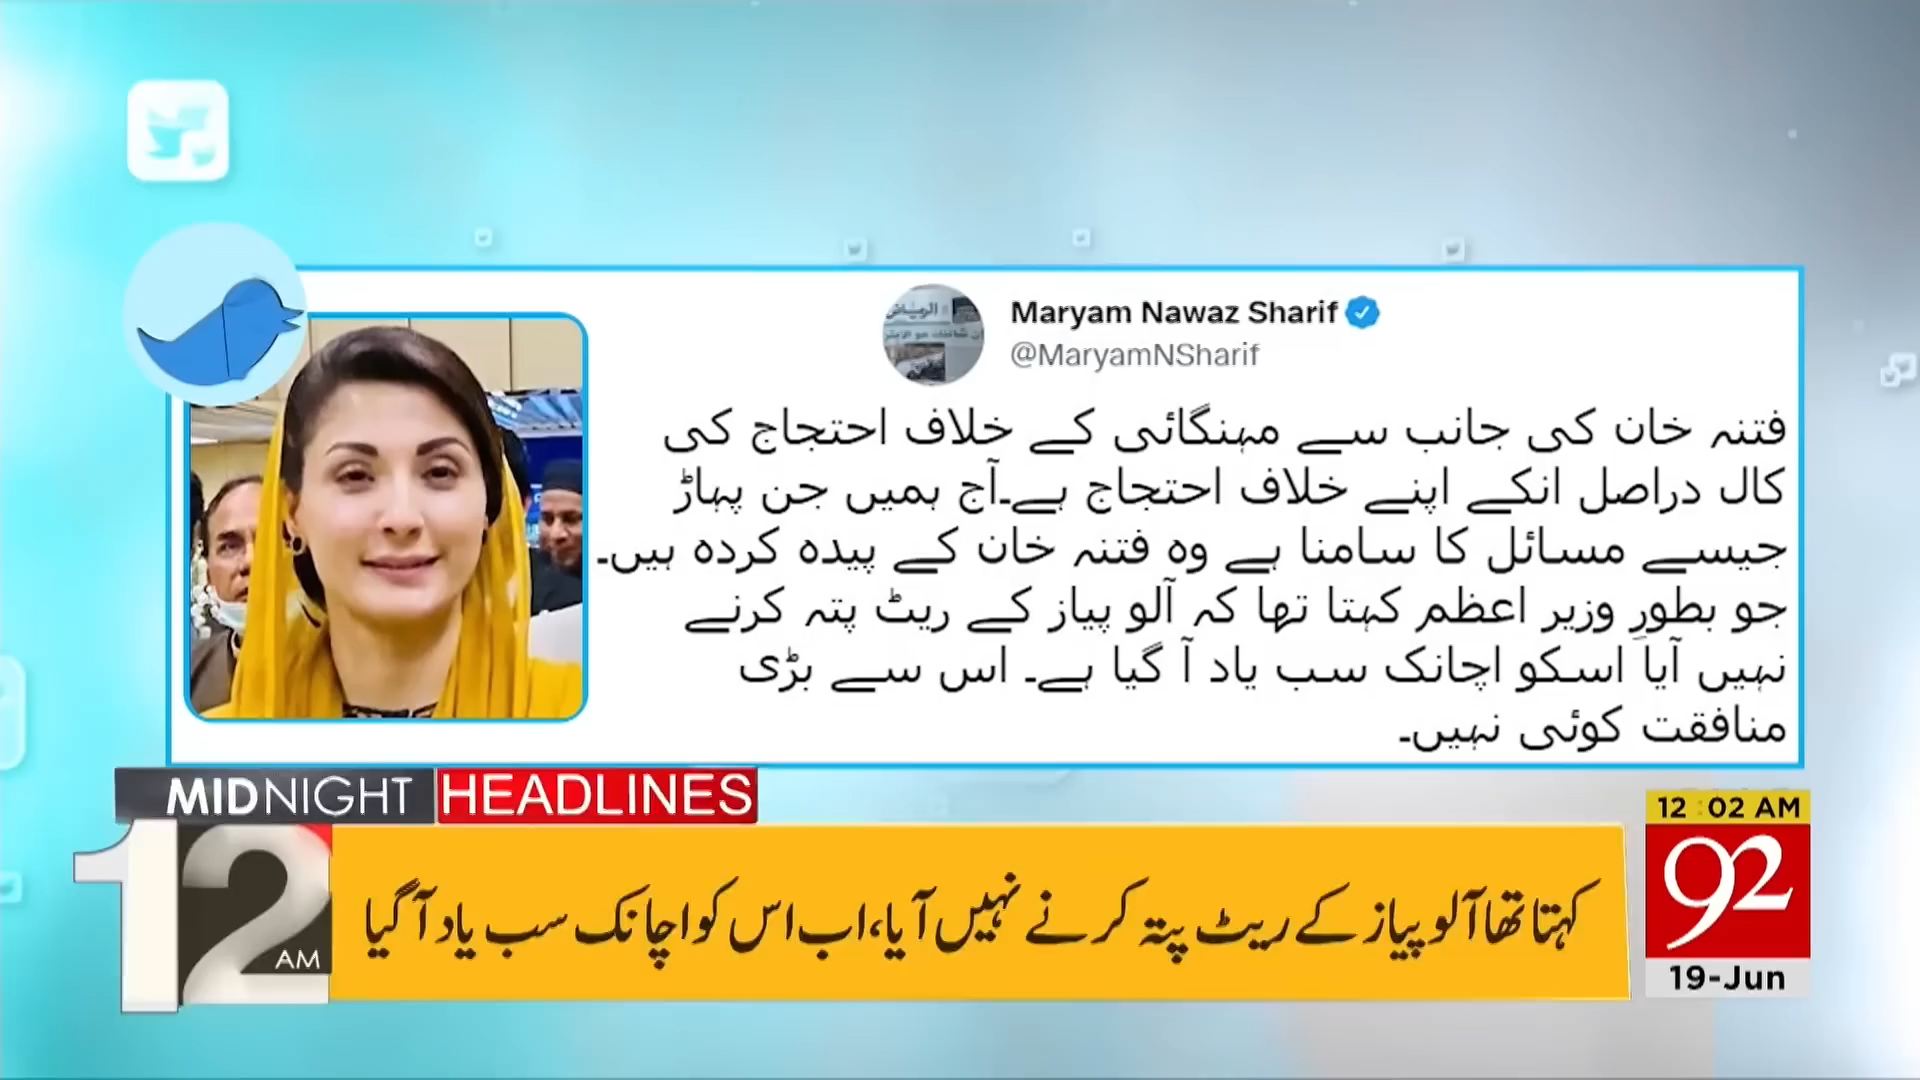 Maryam Nawaz Sharif
@MaryamNSharif
فتنہ خان کی جانب سے مہنگائی کے خلاف احتجاج کی
کال دراصل انکے اپنے خلاف احتجاج ہے۔آج ہمیں جن پہاڑ
جیسے مسائل کا سامنا ہے وہ فتنہ خان کے پیدہ کردہ ہیں۔
جو بطورِ وزیر اعظم کہتا تھا کہ آلو پیاز کے ریٹ پتہ کرنے
نہیں آیا اسکو اچانک سب یاد آ گیا ہے۔ اس سے بڑی
منافقت کوئی نہیں۔
MIDNIGHT HEADLINES
12 AM
کہتا تھا آلو پیاز کے ریٹ پتہ کرنے نہیں آیا، اب اس کو اچانک سب یاد آ گیا
12:02 AM
92
19-Jun